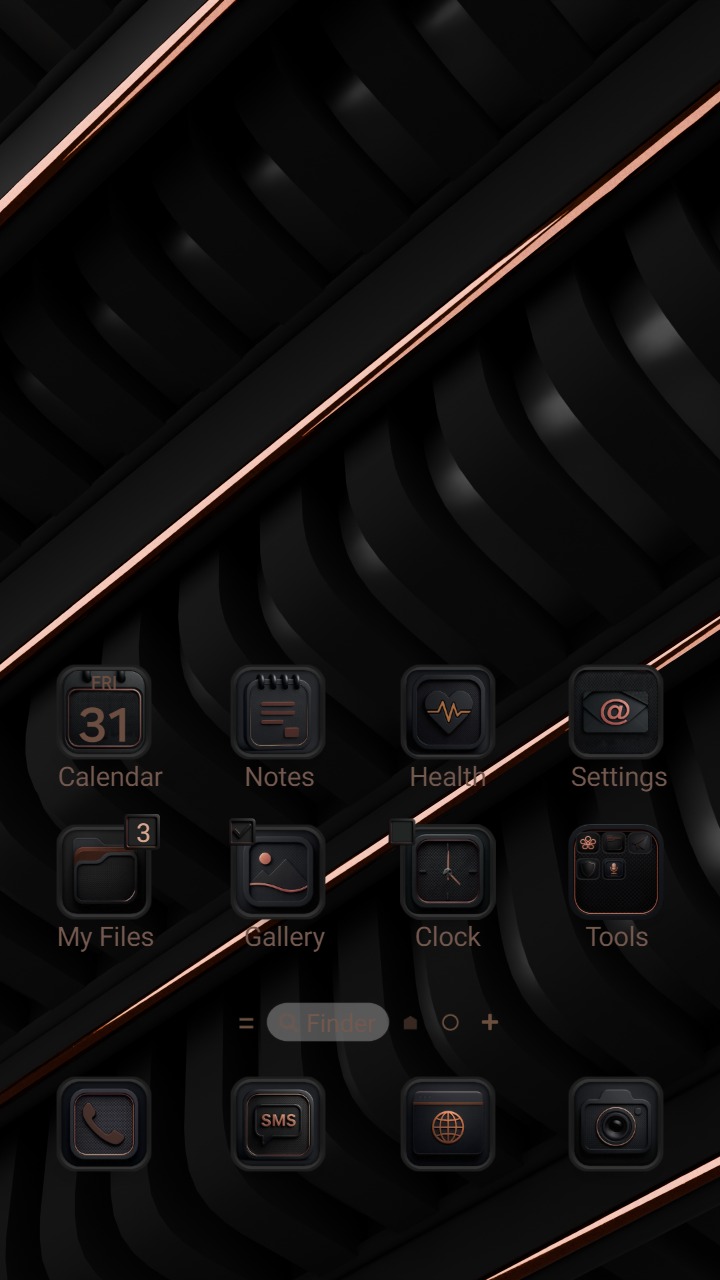 FRI
31
Calendar
Notes
Health
Settings
3
My Files
Gallery
Clock
Tools
Finder
SMS